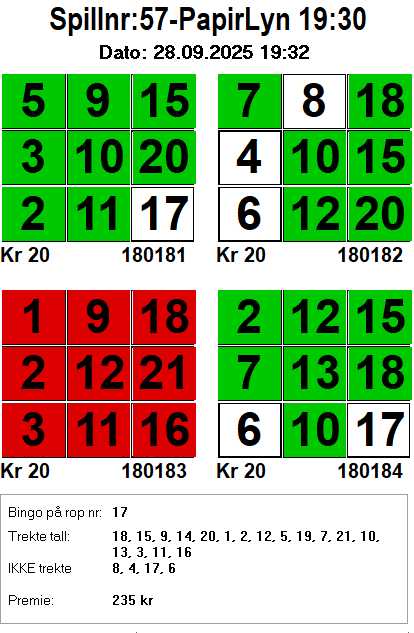 Spillnr:57-PapirLyn 19:30
Dato: 28.09.2025 19:32
5 9 15
3 10 20
2 11 17
Kr 20 180181
7 8 18
4 10 15
6 12 20
Kr 20 180182
1 9 18
2 12 21
3 11 16
Kr 20 180183
2 12 15
7 13 18
6 10 17
Kr 20 180184
Bingo på rop nr: 17
Trekte tall: 18, 15, 9, 14, 20, 1, 2, 12, 5, 19, 7, 21, 10,
13, 3, 11, 16
IKKE trekte 8, 4, 17, 6
Premie: 235 kr